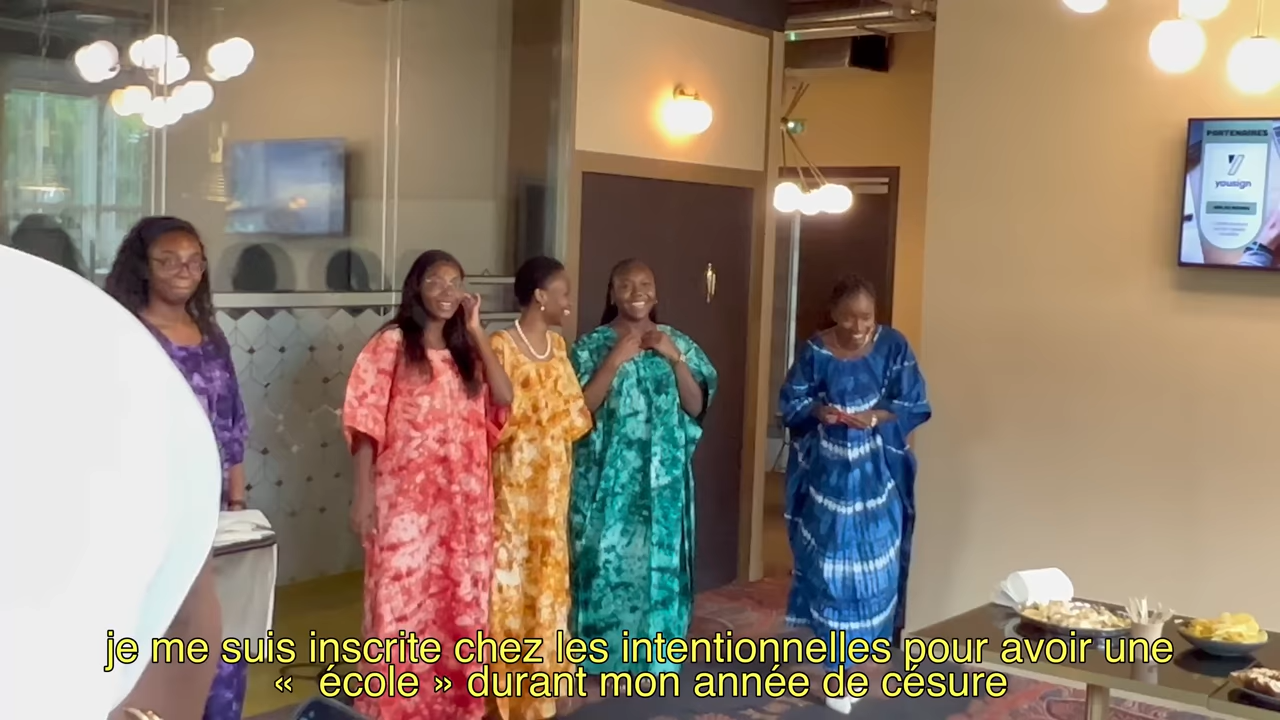 PARTENAIRES
yousign
je me suis inscrite chez les intentionnelles pour avoir une
«  école » durant mon année de césure